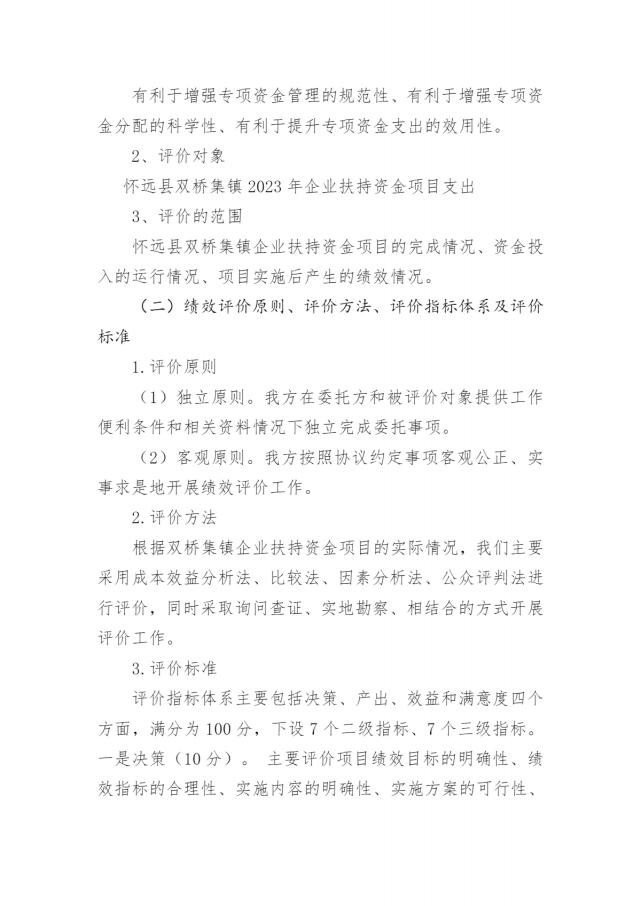 有利于增强专项资金管理的规范性、有利于增强专项资
金分配的科学性、有利于提升专项资金支出的效用性。
2、评价对象
怀远县双桥集镇 2023 年企业扶持资金项目支出
3、评价的范围
怀远县双桥集镇企业扶持资金项目的完成情况、资金投
入的运行情况、项目实施后产生的绩效情况。
（二）绩效评价原则、评价方法、评价指标体系及评价
标准
1.评价原则
（1）独立原则。我方在委托方和被评价对象提供工作
便利条件和相关资料情况下独立完成委托事项。
（2）客观原则。我方按照协议约定事项客观公正、实
事求是地开展绩效评价工作。
2.评价方法
根据双桥集镇企业扶持资金项目的实际情况，我们主要
采用成本效益分析法、比较法、因素分析法、公众评判法进
行评价，同时采取询问查证、实地勘察、相结合的方式开展
评价工作。
3.评价标准
评价指标体系主要包括决策、产出、效益和满意度四个
方面，满分为 100 分，下设 7 个二级指标、7 个三级指标。
一是决策（10 分）。 主要评价项目绩效目标的明确性、绩
效指标的合理性、实施内容的明确性、实施方案的可行性、